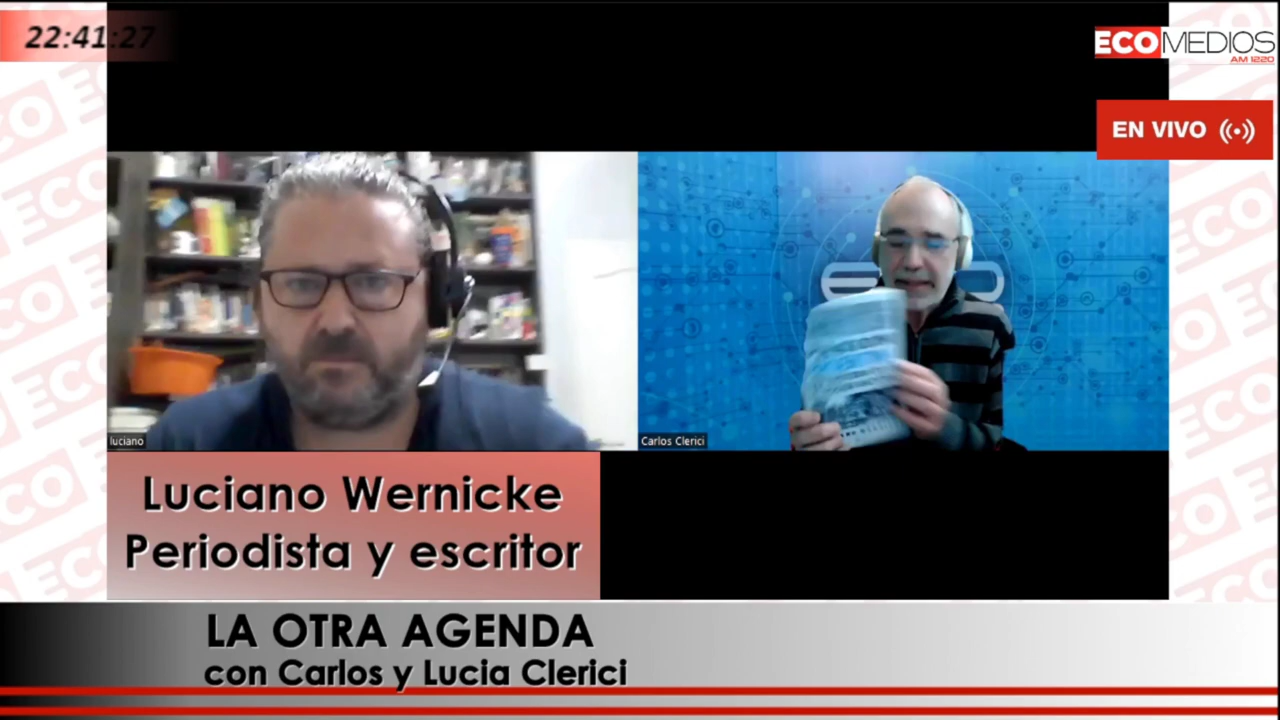 22:41:27
ECOMEDIOS
AM 1220
EN VIVO
luciano
Carlos Clerici
Luciano Wernicke
Periodista y escritor
LA OTRA AGENDA
con Carlos y Lucia Clerici